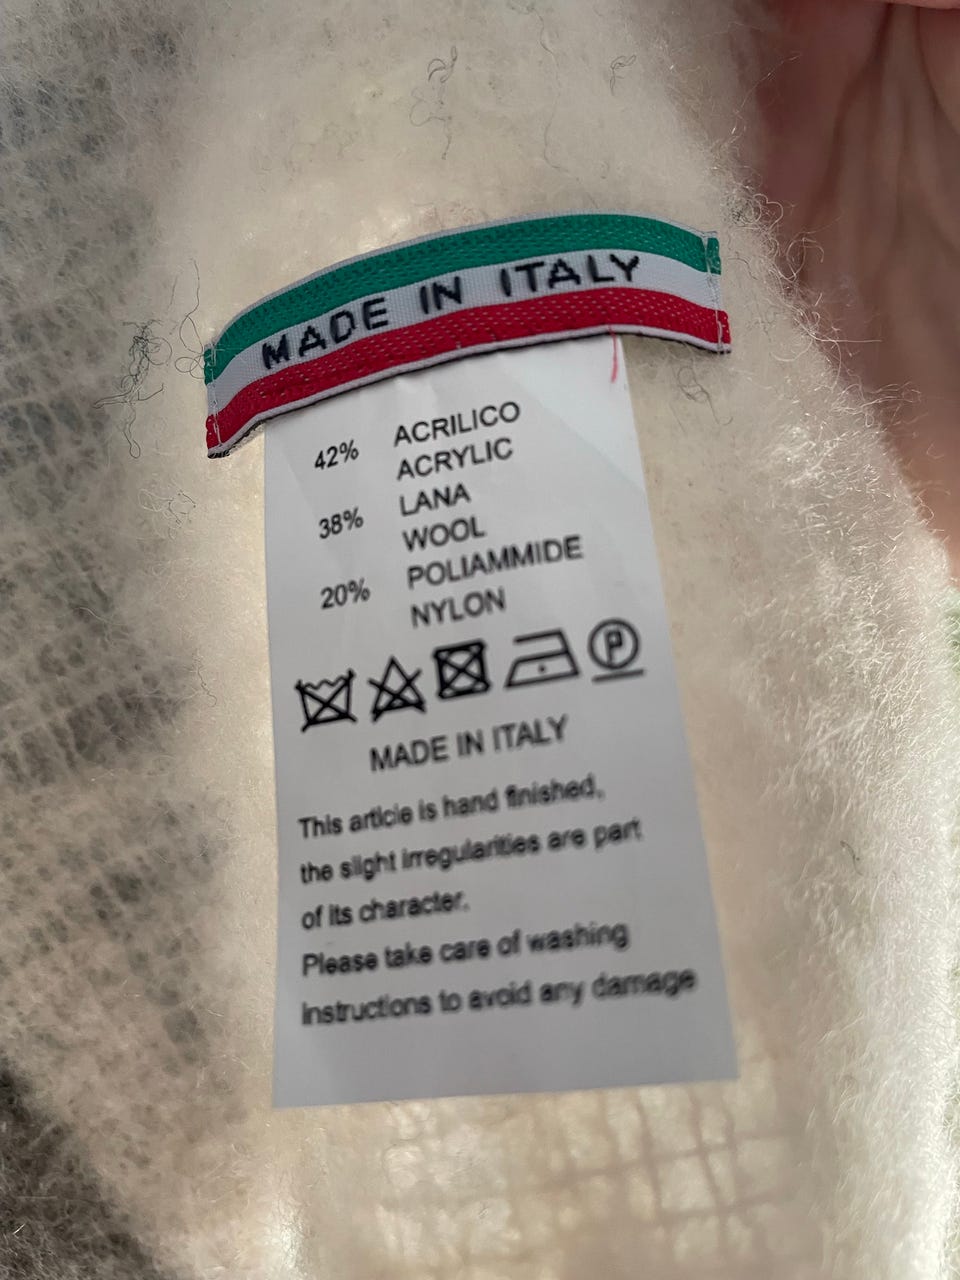 MADE IN ITALY
42% ACRILICO
ACRYLIC
38% LANA
WOOL
20% POLIAMMIDE
NYLON
P
MADE IN ITALY
This article is hand finished,
the slight irregularities are part
of its character.
Please take care of washing
instructions to avoid any damage